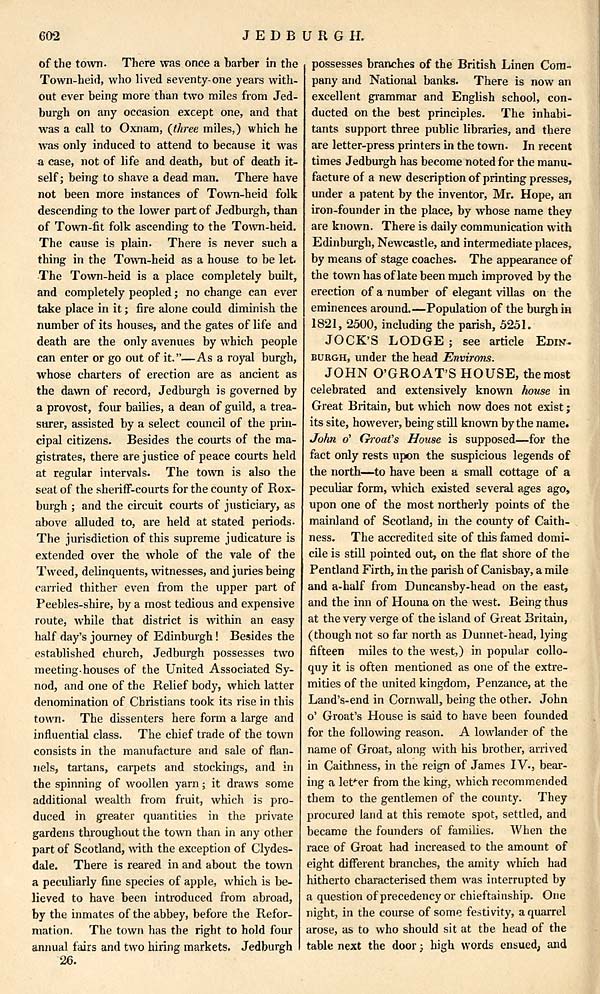 602
JEDBURGH.
of the town. There was once a barber in the
Town-heid, who lived seventy-one years with-
out ever being more than two miles from Jed-
burgh on any occasion except one, and that
was a call to Oxnam, (three miles,) which he
was only induced to attend to because it was
a case, not of life and death, but of death it-
self; being to shave a dead man. There have
not been more instances of Town-heid folk
descending to the lower part of Jedburgh, than
of Town-fit folk ascending to the Town-heid.
The cause is plain. There is never such a
thing in the Town-heid as a house to be let.
The Town-heid is a place completely built,
and completely peopled; no change can ever
take place in it; fire alone could diminish the
number of its houses, and the gates of life and
death are the only avenues by which people
can enter or go out of it."—As a royal burgh,
whose charters of erection are as ancient as
the dawn of record, Jedburgh is governed by
a provost, four bailies, a dean of guild, a trea-
surer, assisted by a select council of the prin-
cipal citizens. Besides the courts of the ma-
gistrates, there are justice of peace courts held
at regular intervals. The town is also the
seat of the sheriff-courts for the county of Rox-
burgh; and the circuit courts of justiciary, as
above alluded to, are held at stated periods.
The jurisdiction of this supreme judicature is
extended over the whole of the vale of the
Tweed, delinquents, witnesses, and juries being
carried thither even from the upper part of
Peebles-shire, by a most tedious and expensive
route, while that district is within an easy
half day's journey of Edinburgh! Besides the
established church, Jedburgh possesses two
meeting-houses of the United Associated Sy-
nod, and one of the Relief body, which latter
denomination of Christians took its rise in this
town. The dissenters here form a large and
influential class. The chief trade of the town
consists in the manufacture and sale of flan-
nels, tartans, carpets and stockings, and in
the spinning of woollen yarn; it draws some
additional wealth from fruit, which is pro-
duced in greater quantities in the private
gardens throughout the town than in any other
part of Scotland, with the exception of Clydes-
dale. There is reared in and about the town
a peculiarly fine species of apple, which is be-
lieved to have been introduced from abroad,
by the inmates of the abbey, before the Refor-
mation. The town has the right to hold four
annual fairs and two hiring markets. Jedburgh
26.
possesses branches of the British Linen Com-
pany and National banks. There is now an
excellent grammar and English school, con-
ducted on the best principles. The inhabi-
tants support three public libraries, and there
are letter-press printers in the town. In recent
times Jedburgh has become noted for the manu-
facture of a new description of printing presses,
under a patent by the inventor, Mr. Hope, an
iron-founder in the place, by whose name they
are known. There is daily communication with
Edinburgh, Newcastle, and intermediate places,
by means of stage coaches. The appearance of
the town has of late been much improved by the
erection of a number of elegant villas on the
eminences around.—Population of the burgh in
1821, 2500, including the parish, 5251.
JOCK'S LODGE; see article EDIN-
BURGH, under the head Environs.
JOHN O'GROAT'S HOUSE, the most
celebrated and extensively known house in
Great Britain, but which now does not exist;
its site, however, being still known by the name.
John o' Groat's House is supposed—for the
fact only rests upon the suspicious legends of
the north—to have been a small cottage of a
peculiar form, which existed several ages ago,
upon one of the most northerly points of the
mainland of Scotland, in the county of Caith-
ness. The accredited site of this famed domi-
cile is still pointed out, on the flat shore of the
Pentland Firth, in the parish of Canisbay, a mile
and a-half from Duncansby-head on the east,
and the inn of Houna on the west. Being thus
at the very verge of the island of Great Britain,
(though not so far north as Dunnet-head, lying
fifteen miles to the west,) in popular collo-
quy it is often mentioned as one of the extre-
mities of the united kingdom, Penzance, at the
Land's-end in Cornwall, being the other. John
o' Groat's House is said to have been founded
for the following reason. A lowlander of the
name of Groat, along with his brother, arrived
in Caithness, in the reign of James IV., bear-
ing a letter from the king, which recommended
them to the gentlemen of the county. They
procured land at this remote spot, settled, and
became the founders of families. When the
race of Groat had increased to the amount of
eight different branches, the amity which had
hitherto characterised them was interrupted by
a question of precedency or chieftainship. One
night, in the course of some festivity, a quarrel
arose, as to who should sit at the head of the
table next the door; high words ensued, and